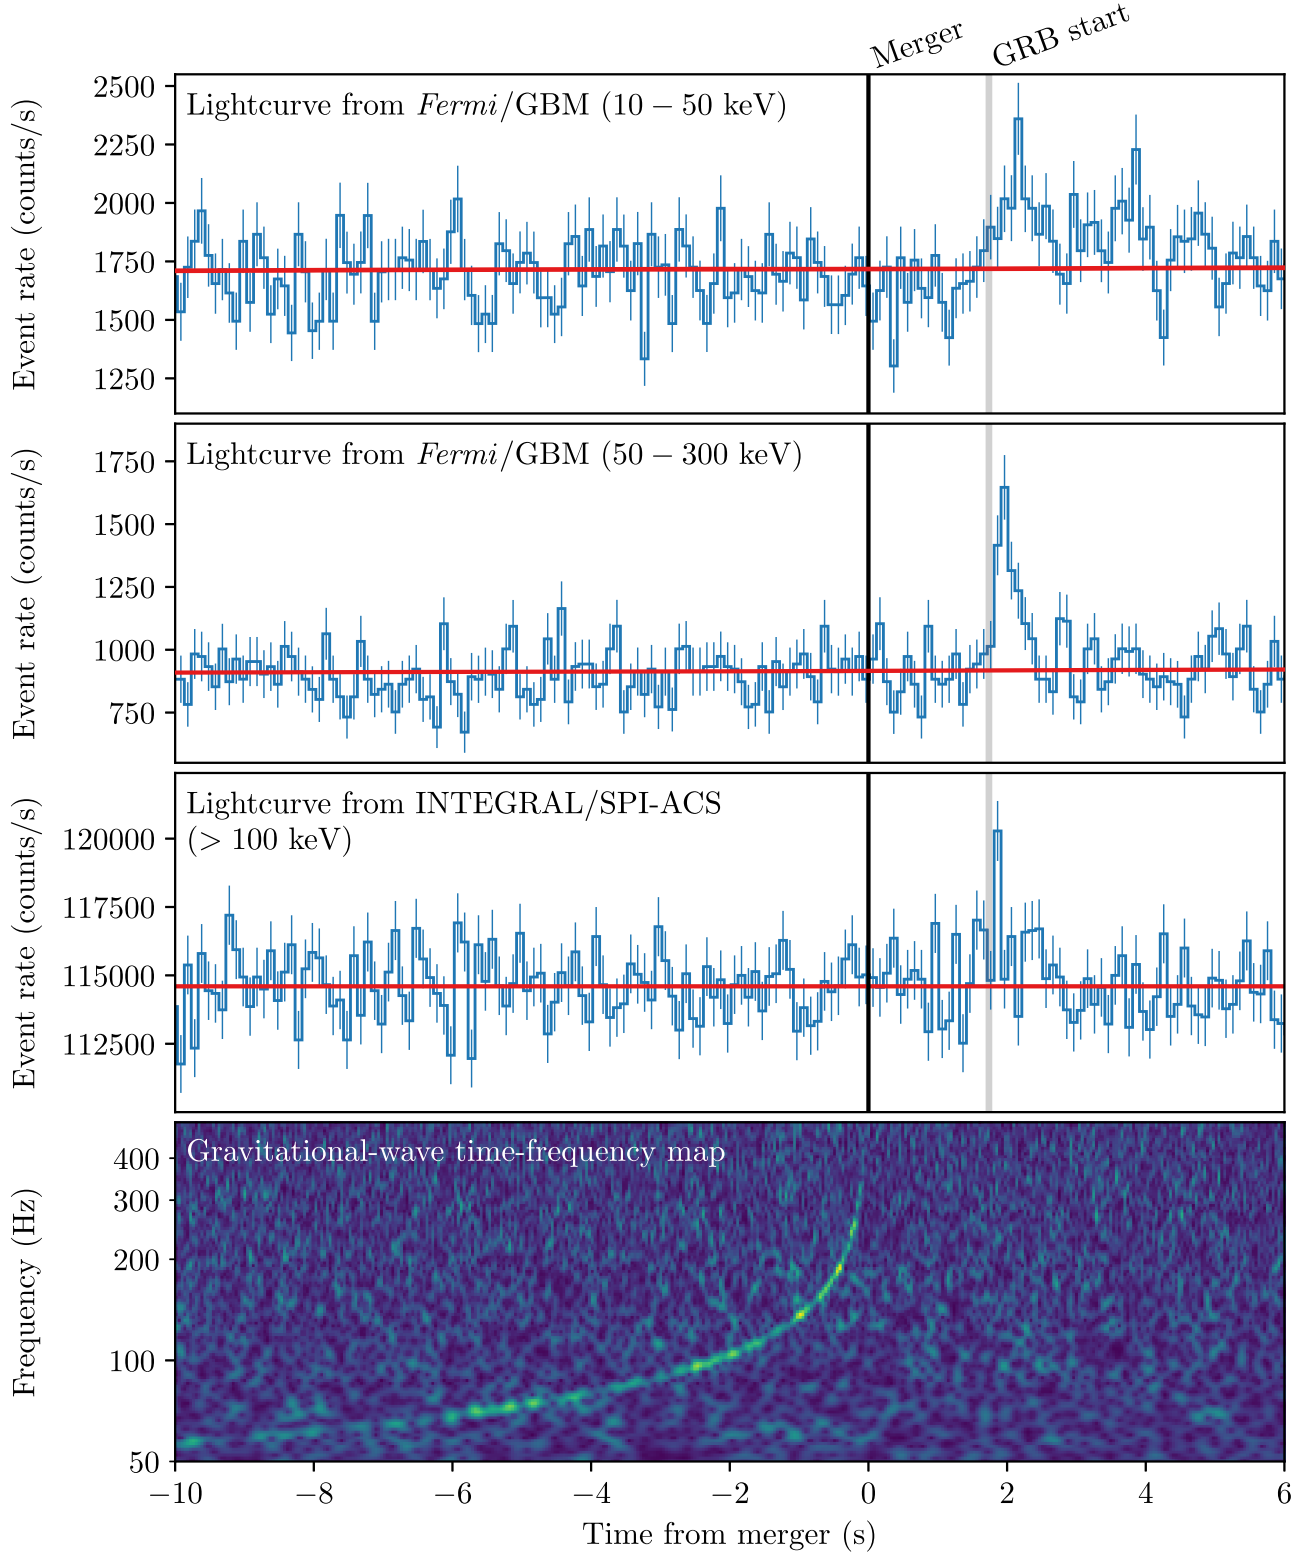 Merger GRB start
Event rate (counts/s)
Lightcurve from Fermi/GBM (10 − 50 keV)
2500
2250
2000
1750
1500
1250
Event rate (counts/s)
Lightcurve from Fermi/GBM (50 − 300 keV)
1750
1500
1250
1000
750
Event rate (counts/s)
Lightcurve from INTEGRAL/SPI-ACS
(> 100 keV)
120000
117500
115000
112500
Frequency (Hz)
Gravitational-wave time-frequency map
400
300
200
100
50
−10 −8 −6 −4 −2 0 2 4 6
Time from merger (s)